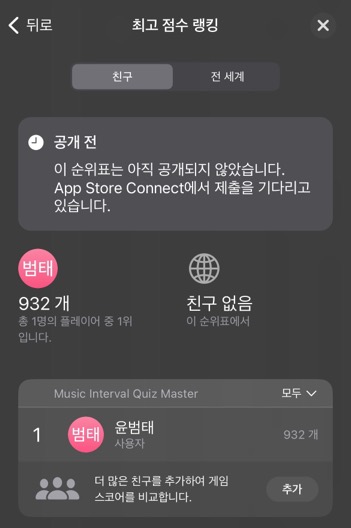 뒤로
최고 점수 랭킹
친구
전 세계
공개 전
이 순위표는 아직 공개되지 않았습니다.
App Store Connect에서 제출을 기다리고
있습니다.
범태
932 개
총 1명의 플레이어 중 1위
입니다.
친구 없음
이 순위표에서
Music Interval Quiz Master
모두
1
범태
윤범태
사용자
932 개
더 많은 친구를 추가하여 게임
스코어를 비교합니다.
추가